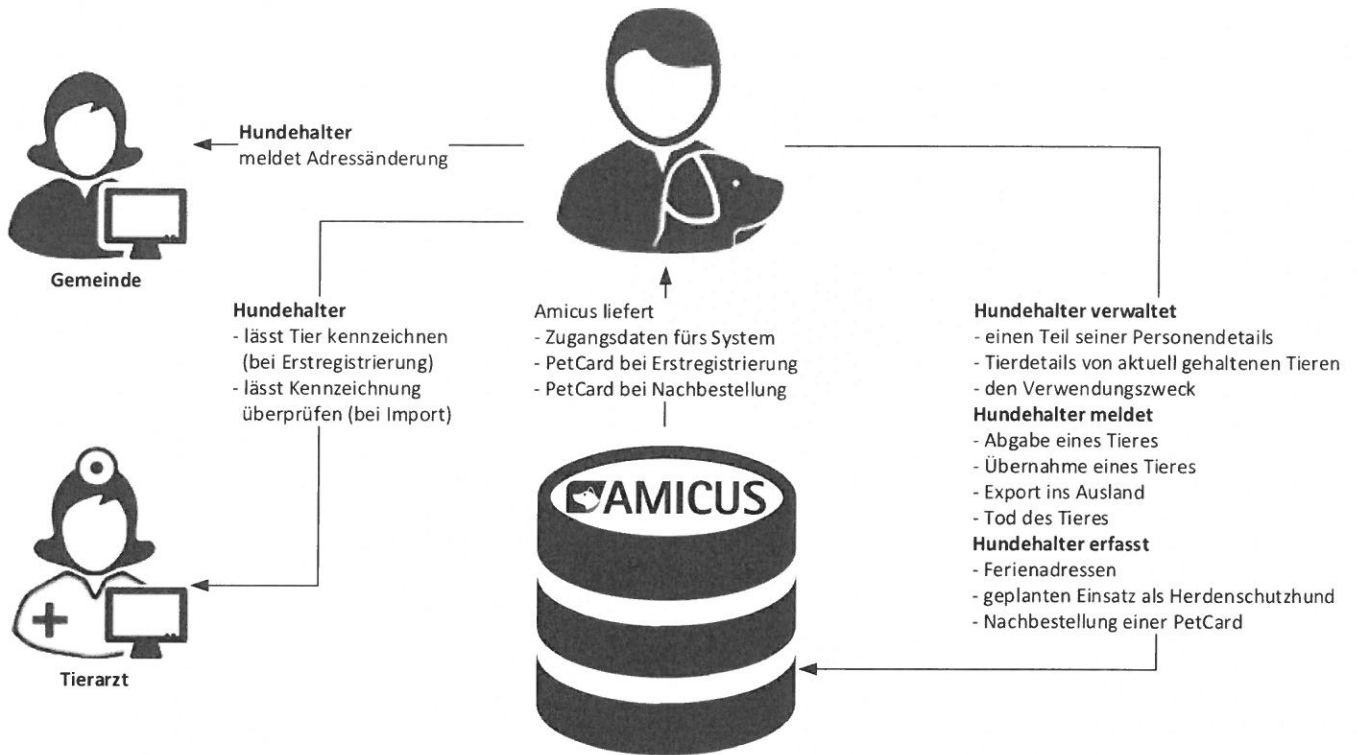 Hundehalter
meldet Adressänderung
Gemeinde
Hundehalter
- lässt Tier kennzeichnen
(bei Erstregistrierung)
- lässt Kennzeichnung
überprüfen (bei Import)
Tierarzt
Amicus liefert
- Zugangsdaten fürs System
- PetCard bei Erstregistrierung
- PetCard bei Nachbestellung
AMICUS
Hundehalter verwaltet
- einen Teil seiner Personendetails
- Tierdetails von aktuell gehaltenen Tieren
- den Verwendungszweck
Hundehalter meldet
- Abgabe eines Tieres
- Übernahme eines Tieres
- Export ins Ausland
- Tod des Tieres
Hundehalter erfasst
- Ferienadressen
- geplanten Einsatz als Herdenschutzhund
- Nachbestellung einer PetCard